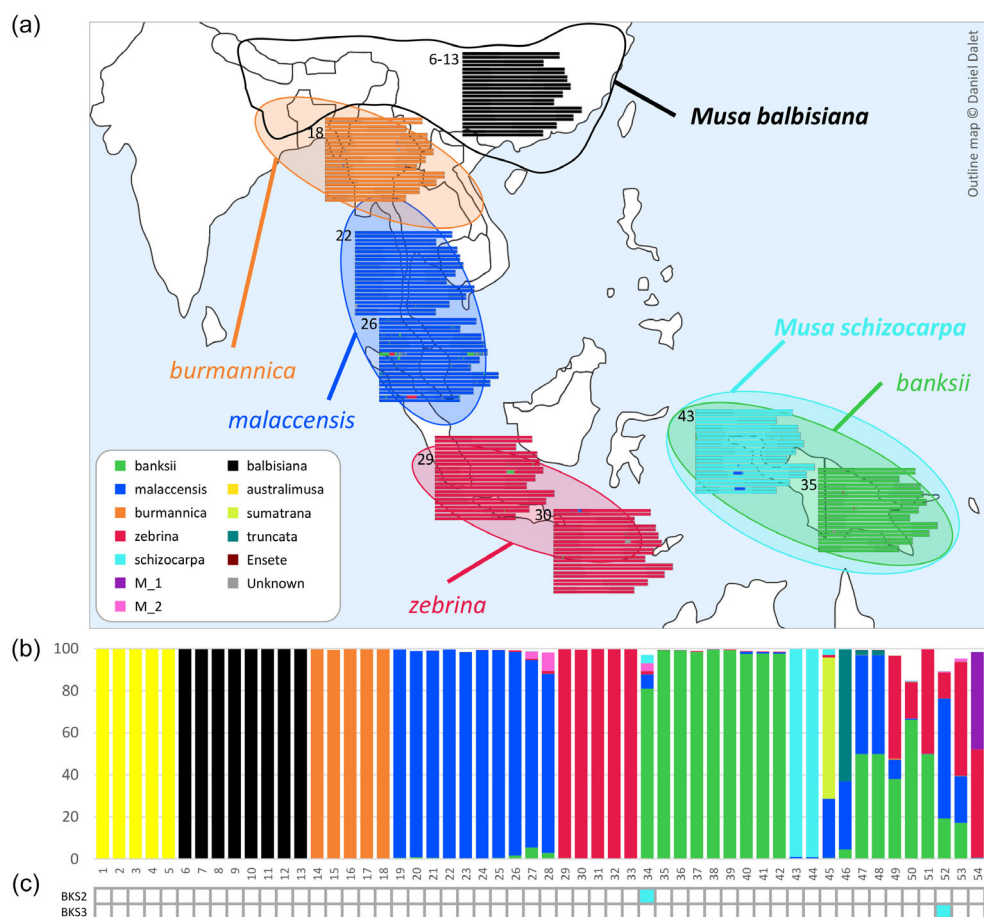 (a)
Outline map © Daniel Dalet
6-13
Musa balbisiana
18
22
26
burmannica
malaccensis
Musa schizocarpa
banksii
43
35
29
30
zebrina
banksii
balbisiana
malaccensis
australimusa
burmannica
sumatrana
zebrina
truncata
schizocarpa
Ensete
M_1
Unknown
M_2
(b)
100
80
60
40
20
0
1 2 3 4 5 6 7 8 9 10 11 12 13 14 15 16 17 18 19 20 21 22 23 24 25 26 27 28 29 30 31 32 33 34 35 36 37 38 39 40 41 42 43 44 45 46 47 48 49 50 51 52 53 54
(c)
BKS2
BKS3